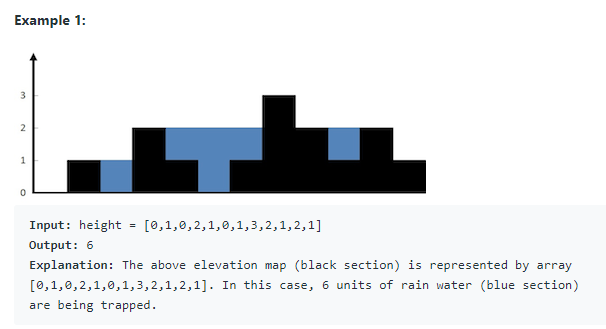 Example 1:
3
2
1
0
Input: height = [0,1,0,2,1,0,1,3,2,1,2,1]
Output: 6
Explanation: The above elevation map (black section) is represented by array
[0,1,0,2,1,0,1,3,2,1,2,1]. In this case, 6 units of rain water (blue section)
are being trapped.